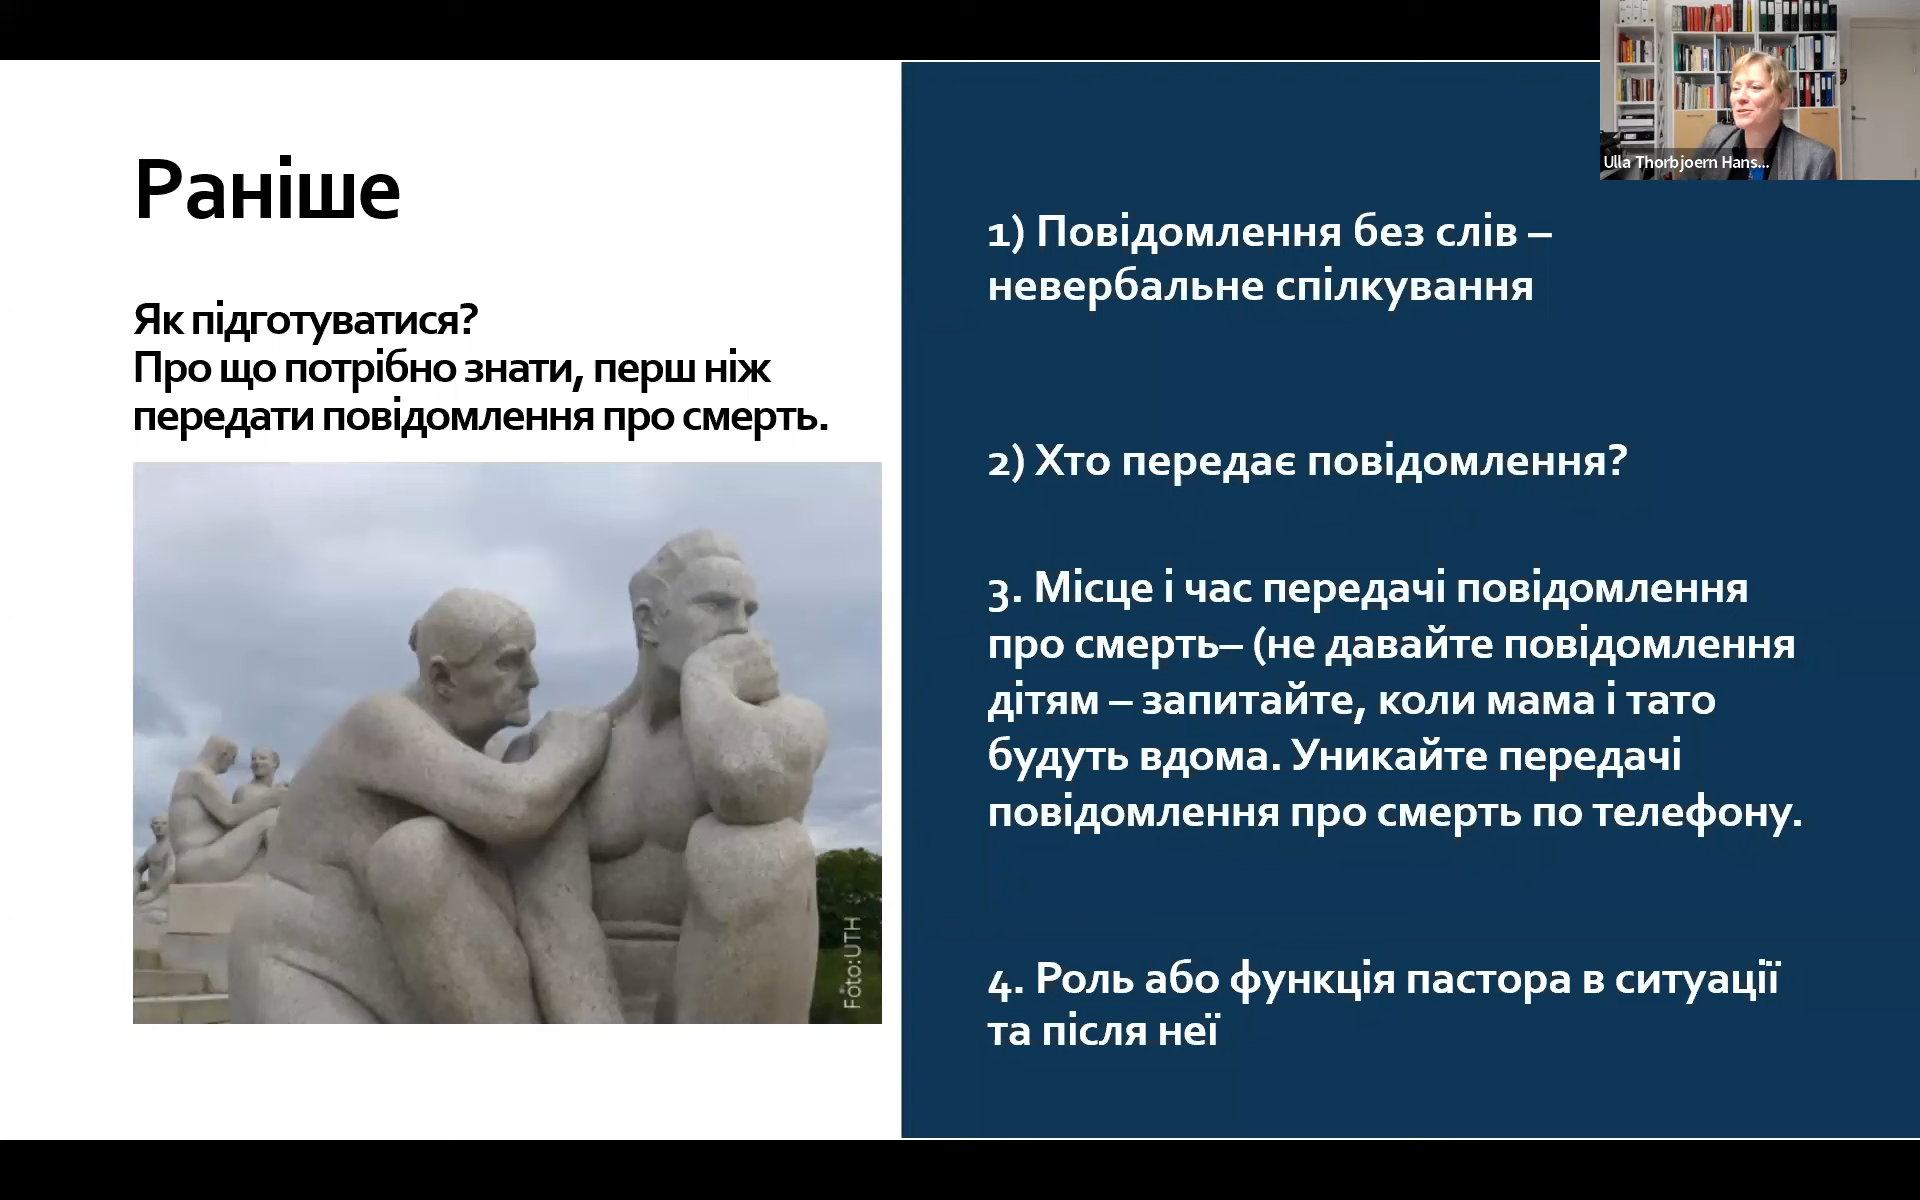 Раніше
Як підготуватися?
Про що потрібно знати, перш ніж
передати повідомлення про смерть.
Foto:UTH
1) Повідомлення без слів –
невербальне спілкування
2) Хто передає повідомлення?
3. Місце і час передачі повідомлення
про смерть– (не давайте повідомлення
дітям – запитайте, коли мама і тато
будуть вдома. Уникайте передачі
повідомлення про смерть по телефону.
4. Роль або функція пастора в ситуації
та після неї
Ulla Thorbjoern Hans...